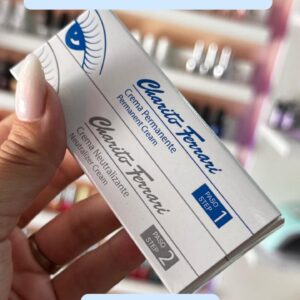 Charito Ferrari
Crema Permanente
Permanent Cream
PASO
STEP 1
Charito Ferrari
Crema Neutralizante
Neutralizer Cream
PASO
STEP 2